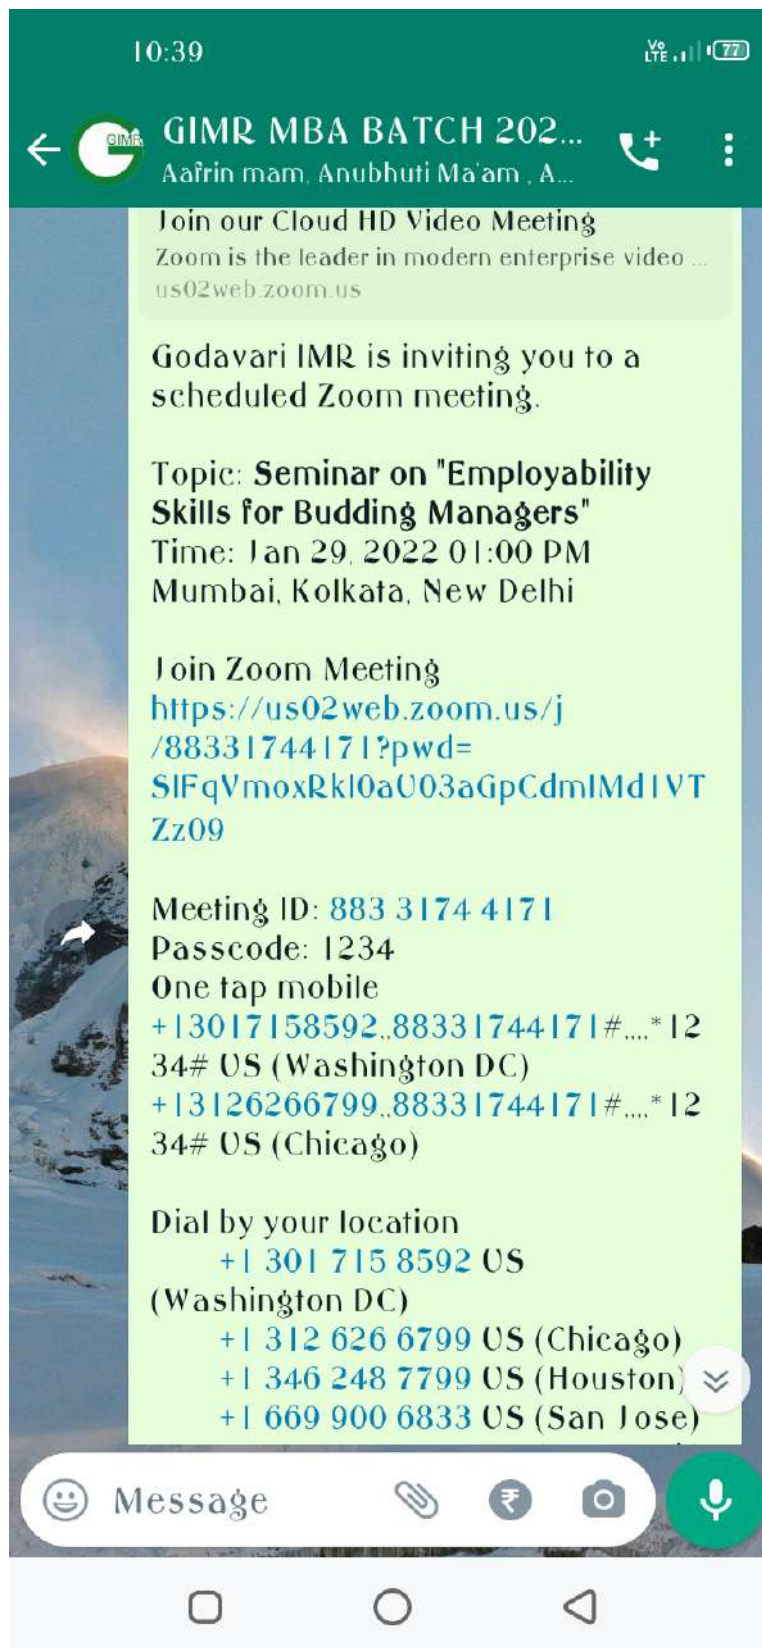 10:39
Vo LTE 77
GIMR
GIMR MBA BATCH 202...
Aafrin mam, Anubhuti Ma'am , A...
Join our Cloud HD Video Meeting
Zoom is the leader in modern enterprise video ...
us02web.zoom.us
Godavari IMR is inviting you to a
scheduled Zoom meeting.
Topic: Seminar on "Employability
Skills for Budding Managers"
Time: Jan 29, 2022 01:00 PM
Mumbai, Kolkata, New Delhi
Join Zoom Meeting
https://us02web.zoom.us/j
/88331744171?pwd=
SlFqVmoxRkI0aU03aGpCdmlMd1VT
Zz09
Meeting ID: 883 3174 4171
Passcode: 1234
One tap mobile
+13017158592,,88331744171#,,,,*12
34# US (Washington DC)
+13126266799,,88331744171#,,,,*12
34# US (Chicago)
Dial by your location
+1 301 715 8592 US
(Washington DC)
+1 312 626 6799 US (Chicago)
+1 346 248 7799 US (Houston)
+1 669 900 6833 US (San Jose)
Message